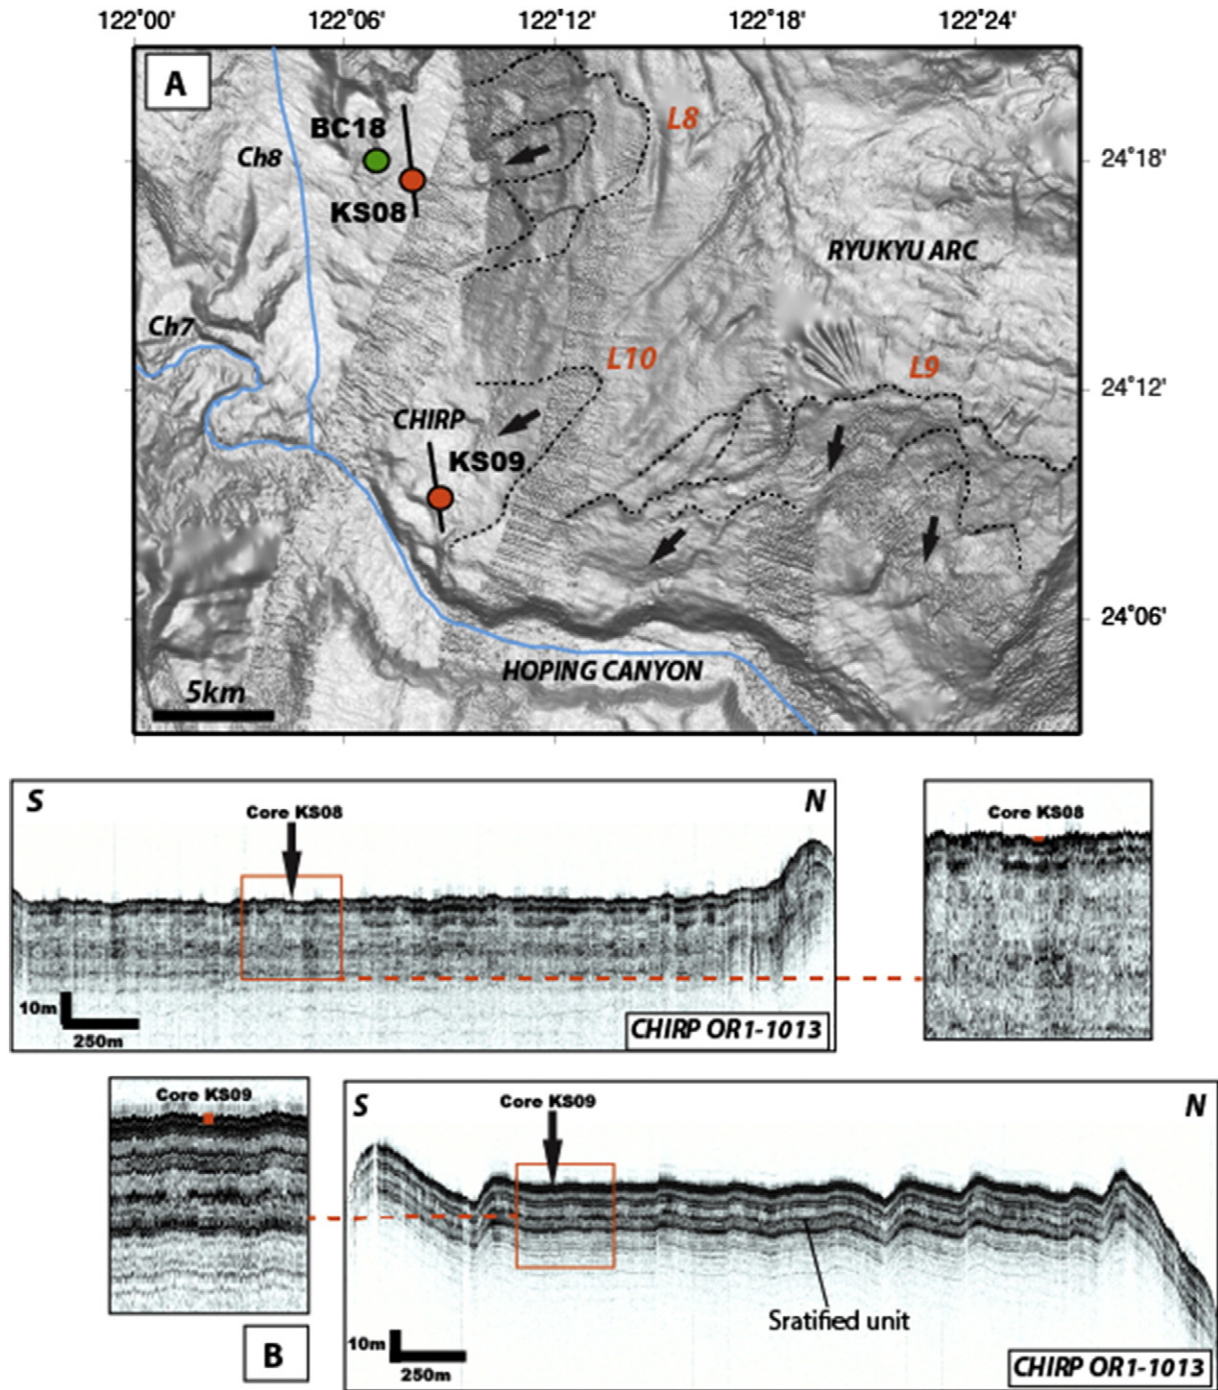 122°00' 122°06' 122°12' 122°18' 122°24'
A
L8
BC18
Ch8
24°18'
KS08
RYUKYU ARC
Ch7
L10
L9
24°12'
CHIRP
KS09
24°06'
HOPING CANYON
5km
S
Core KS08
N
Core KS08
10m
250m
CHIRP OR1-1013
Core KS09
S
Core KS09
N
Sratified unit
B
10m
250m
CHIRP OR1-1013